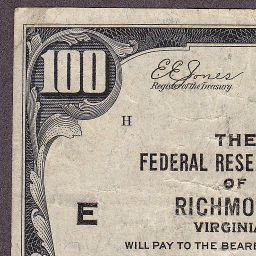 100
E E Jones
Register of the Treasury
H
THE
FEDERAL RESE
OF
RICHMO
E
VIRGINIA
WILL PAY TO THE BEARE